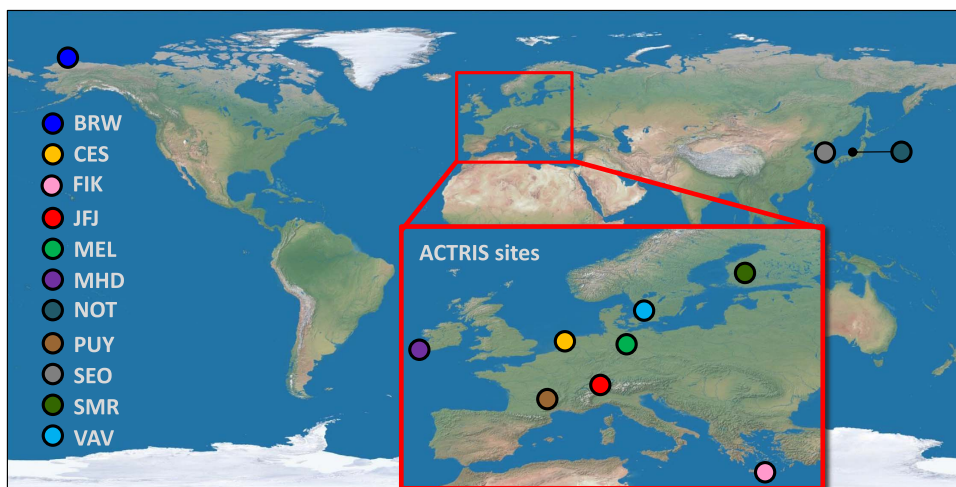 BRW
CES
FIK
JFJ
MEL
MHD
NOT
PUY
SEO
SMR
VAV
ACTRIS sites